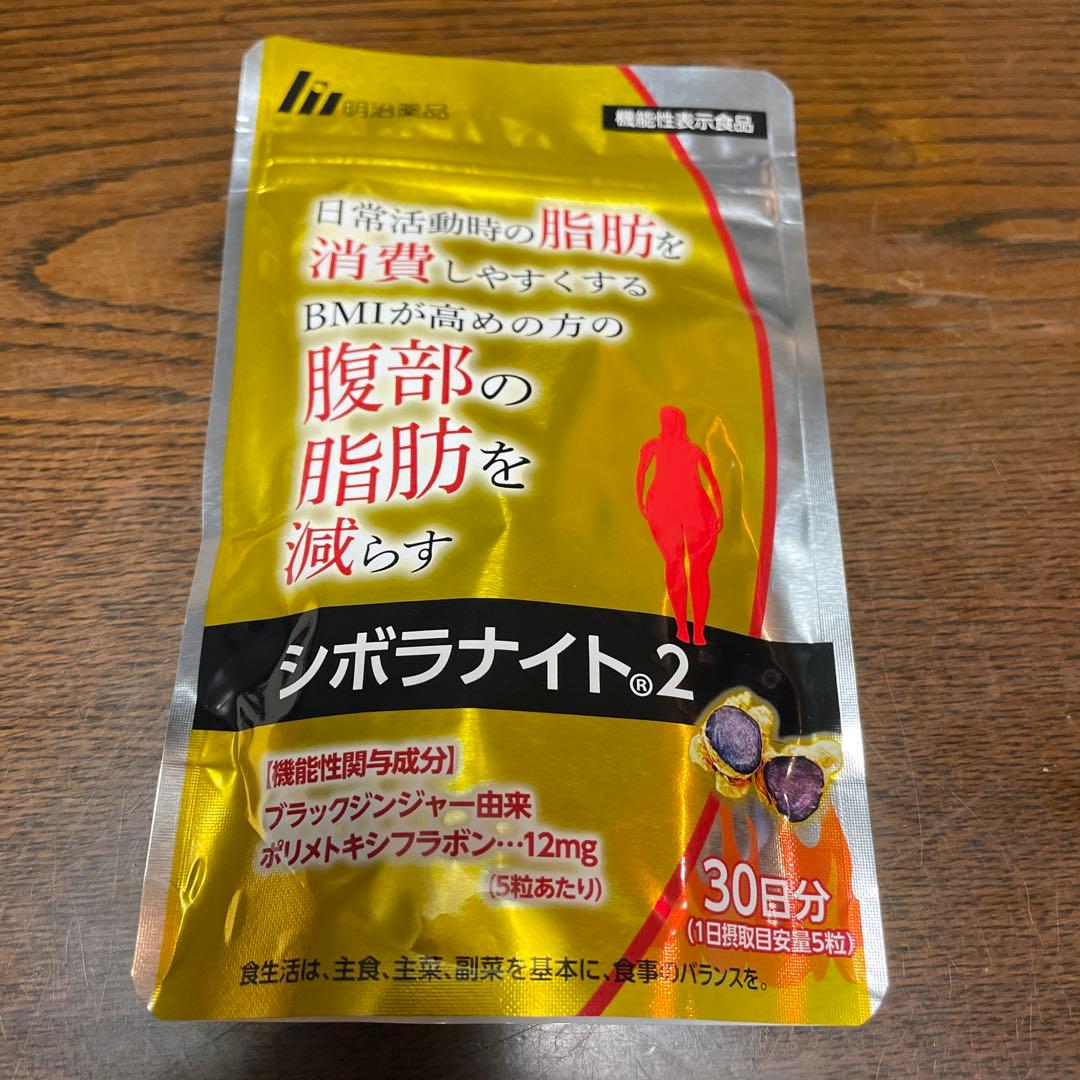 明治薬品
機能性表示食品
日常活動時の脂肪を
消費しやすくする
BMIが高めの方の
腹部の
脂肪を
減らす
シボラナイト®2
【機能性関与成分】
ブラックジンジャー由来
ポリメトキシフラボン…12mg
(5粒あたり)
30日分
(1日摂取目安量5粒)
食生活は、主食、主菜、副菜を基本に、食事のバランスを。